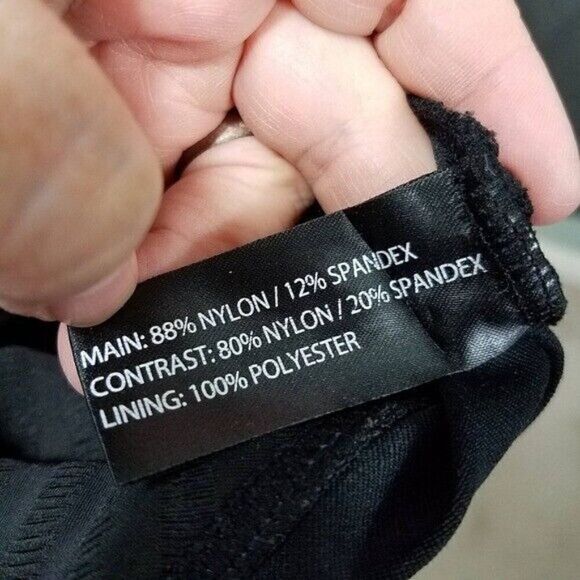 MAIN: 88% NYLON / 12% SPANDEX
CONTRAST: 80% NYLON / 20% SPANDEX
LINING: 100% POLYESTER